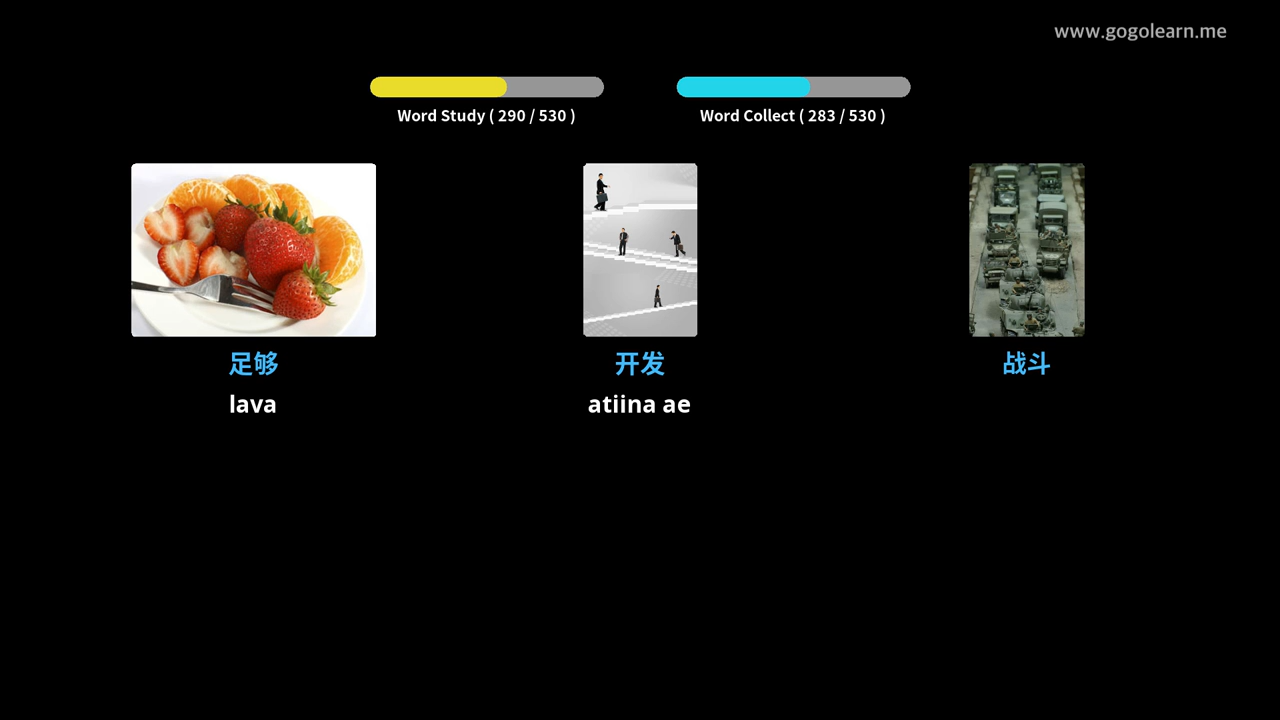 www.gogolearn.me
Word Study ( 290 / 530 )
Word Collect ( 283 / 530 )
足够
开发
战斗
lava
atiina ae